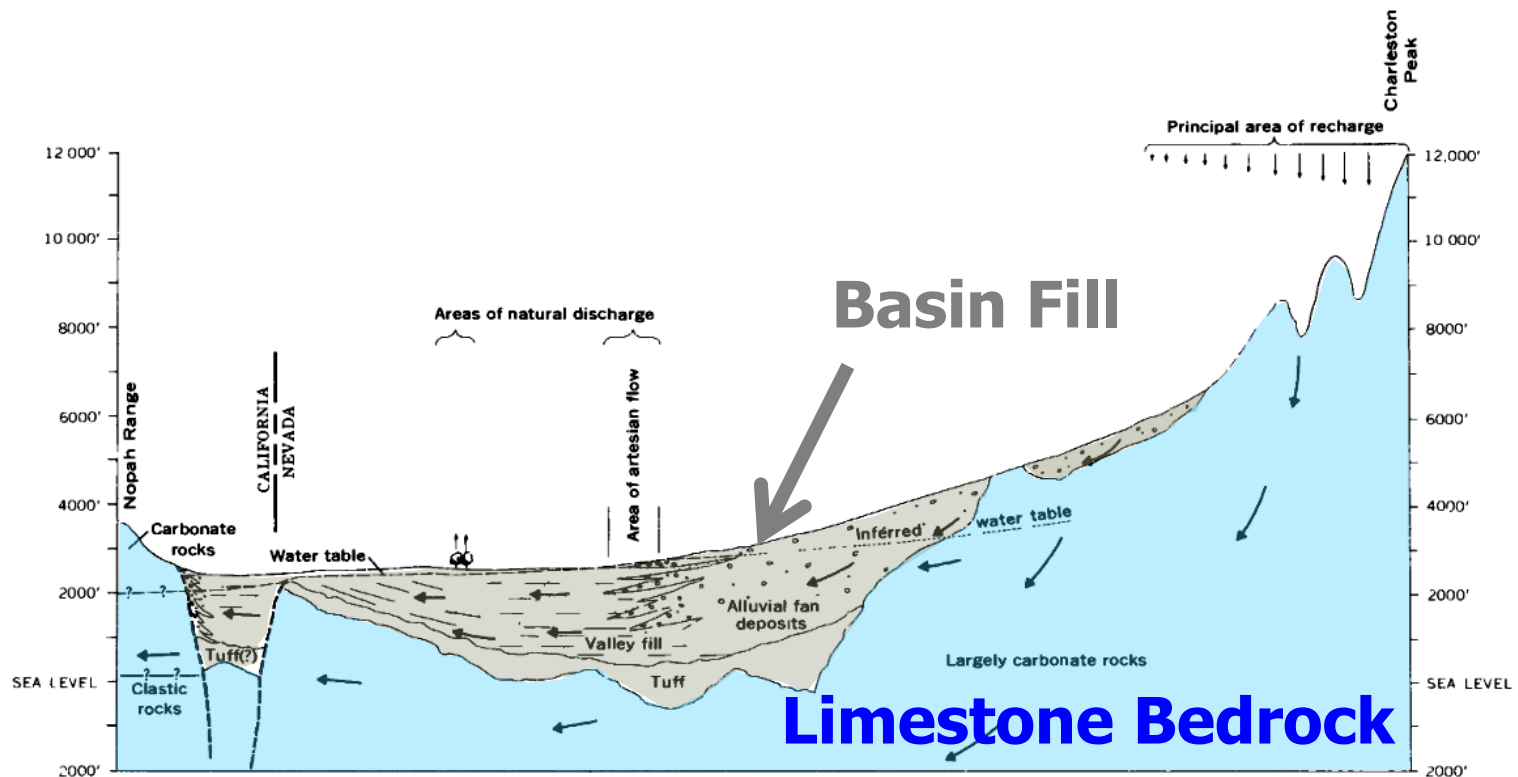 Charleston
Peak
Principal area of recharge
12 000'
12,000'
10 000'
10,000'
Basin Fill
Areas of natural discharge
8000'
8000'
Nopah Range
CALIFORNIA
NEVADA
Area of artesian flow
6000'
6000'
4000'
4000'
Carbonate
rocks
Water table
Inferred
water table
2000'
? ?
2000'
Alluvial fan
deposits
Valley fill
Tuff(?)
Largely carbonate rocks
? ?
SEA LEVEL
Clastic
rocks
Tuff
SEA LEVEL
Limestone Bedrock
2000'
2000'